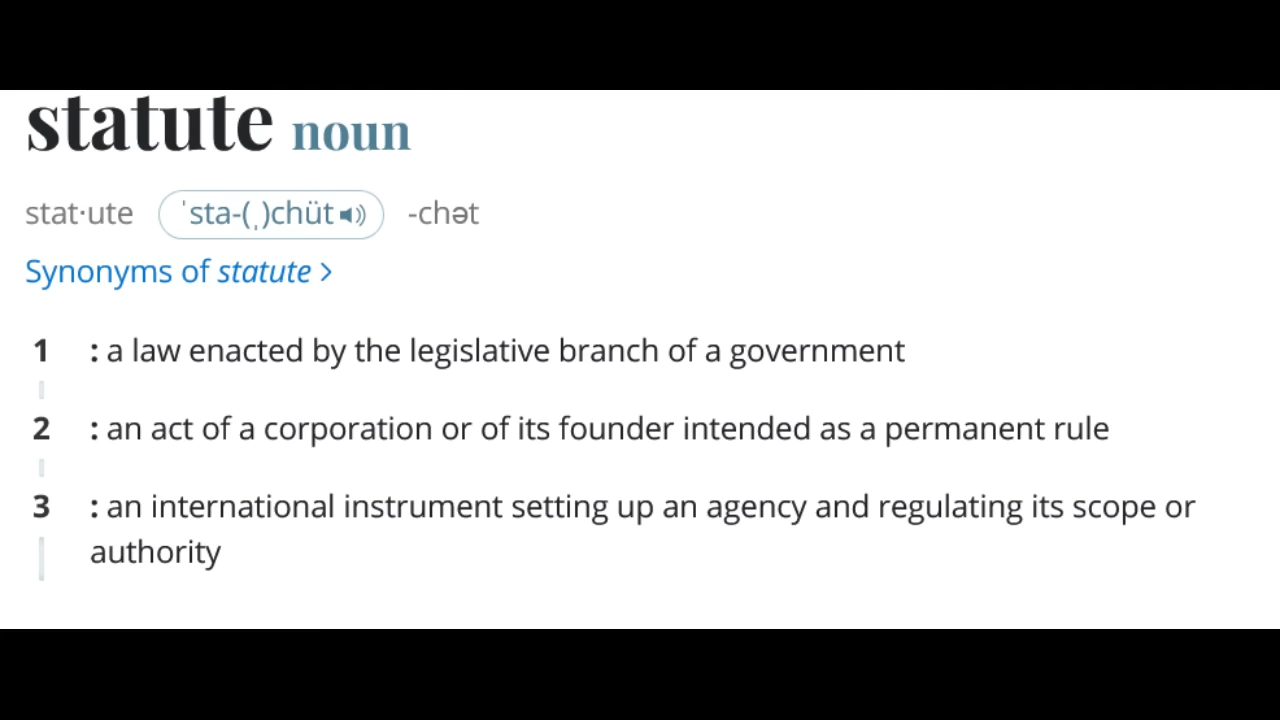 statute noun
stat·ute ˈsta-(ˌ)chüt -chət
Synonyms of statute >
1 : a law enacted by the legislative branch of a government
2 : an act of a corporation or of its founder intended as a permanent rule
3 : an international instrument setting up an agency and regulating its scope or
authority